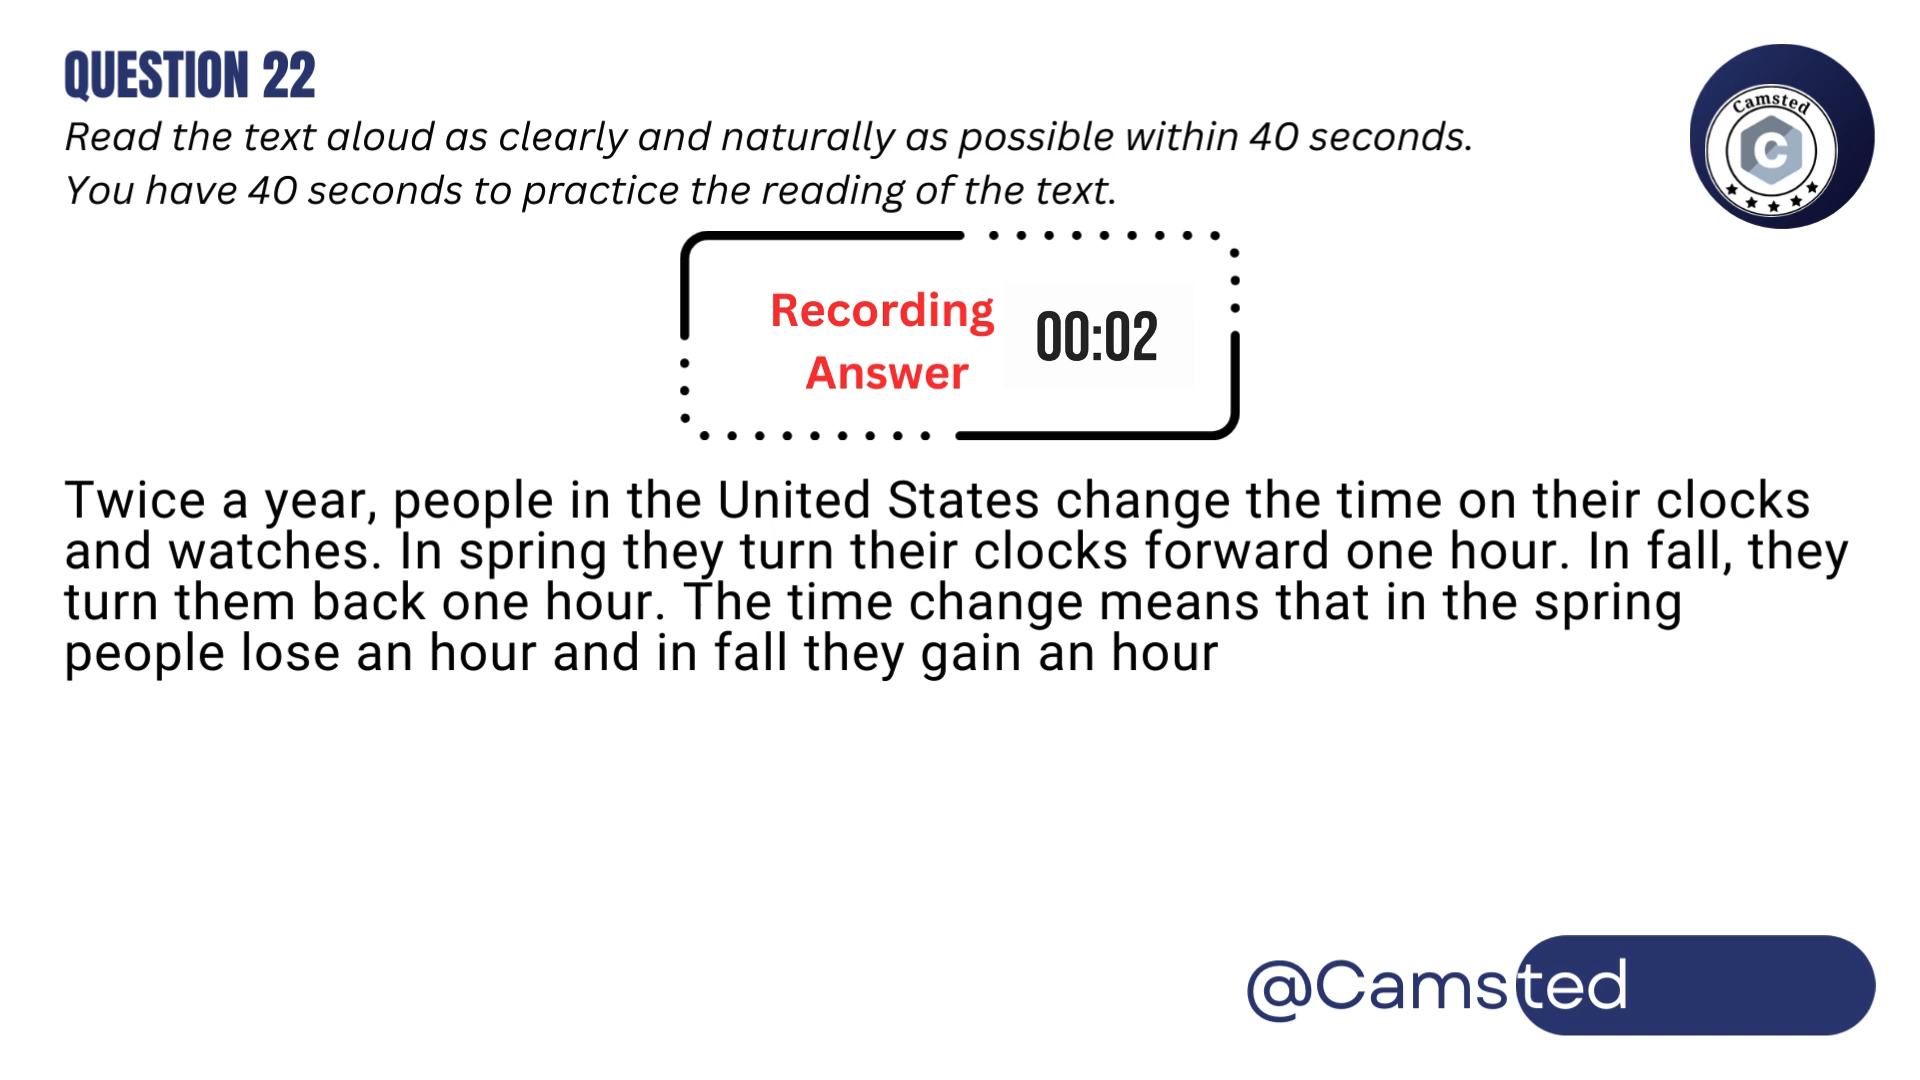 QUESTION 22
Read the text aloud as clearly and naturally as possible within 40 seconds.
You have 40 seconds to practice the reading of the text.
Camsted
C
Recording
Answer
00:02
Twice a year, people in the United States change the time on their clocks
and watches. In spring they turn their clocks forward one hour. In fall, they
turn them back one hour. The time change means that in the spring
people lose an hour and in fall they gain an hour
@Camsted